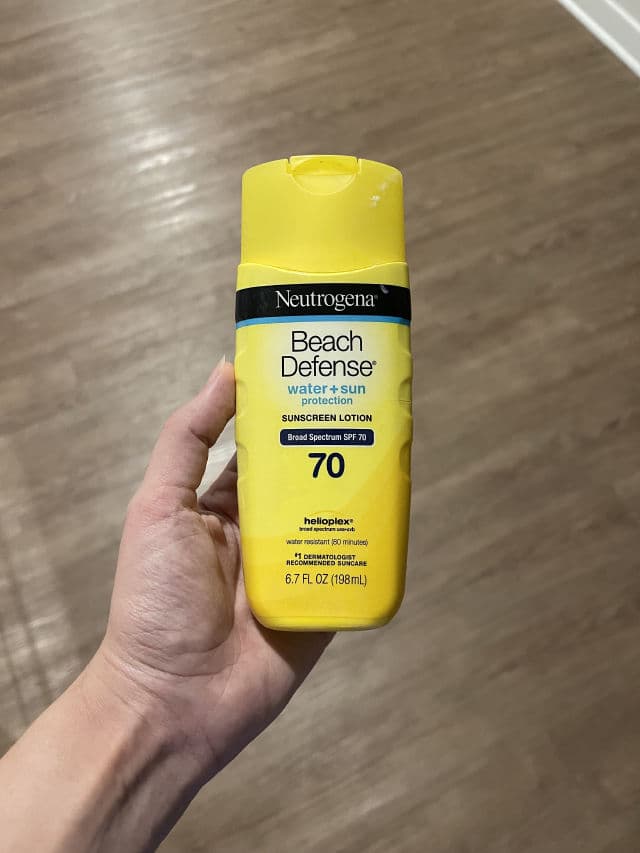 Neutrogena®
Beach
Defense®
water+sun
protection
SUNSCREEN LOTION
Broad Spectrum SPF 70
70
helioplex®
broad spectrum uva•uvb
water resistant (80 minutes)
#1 DERMATOLOGIST
RECOMMENDED SUNCARE
6.7 FL OZ (198mL)